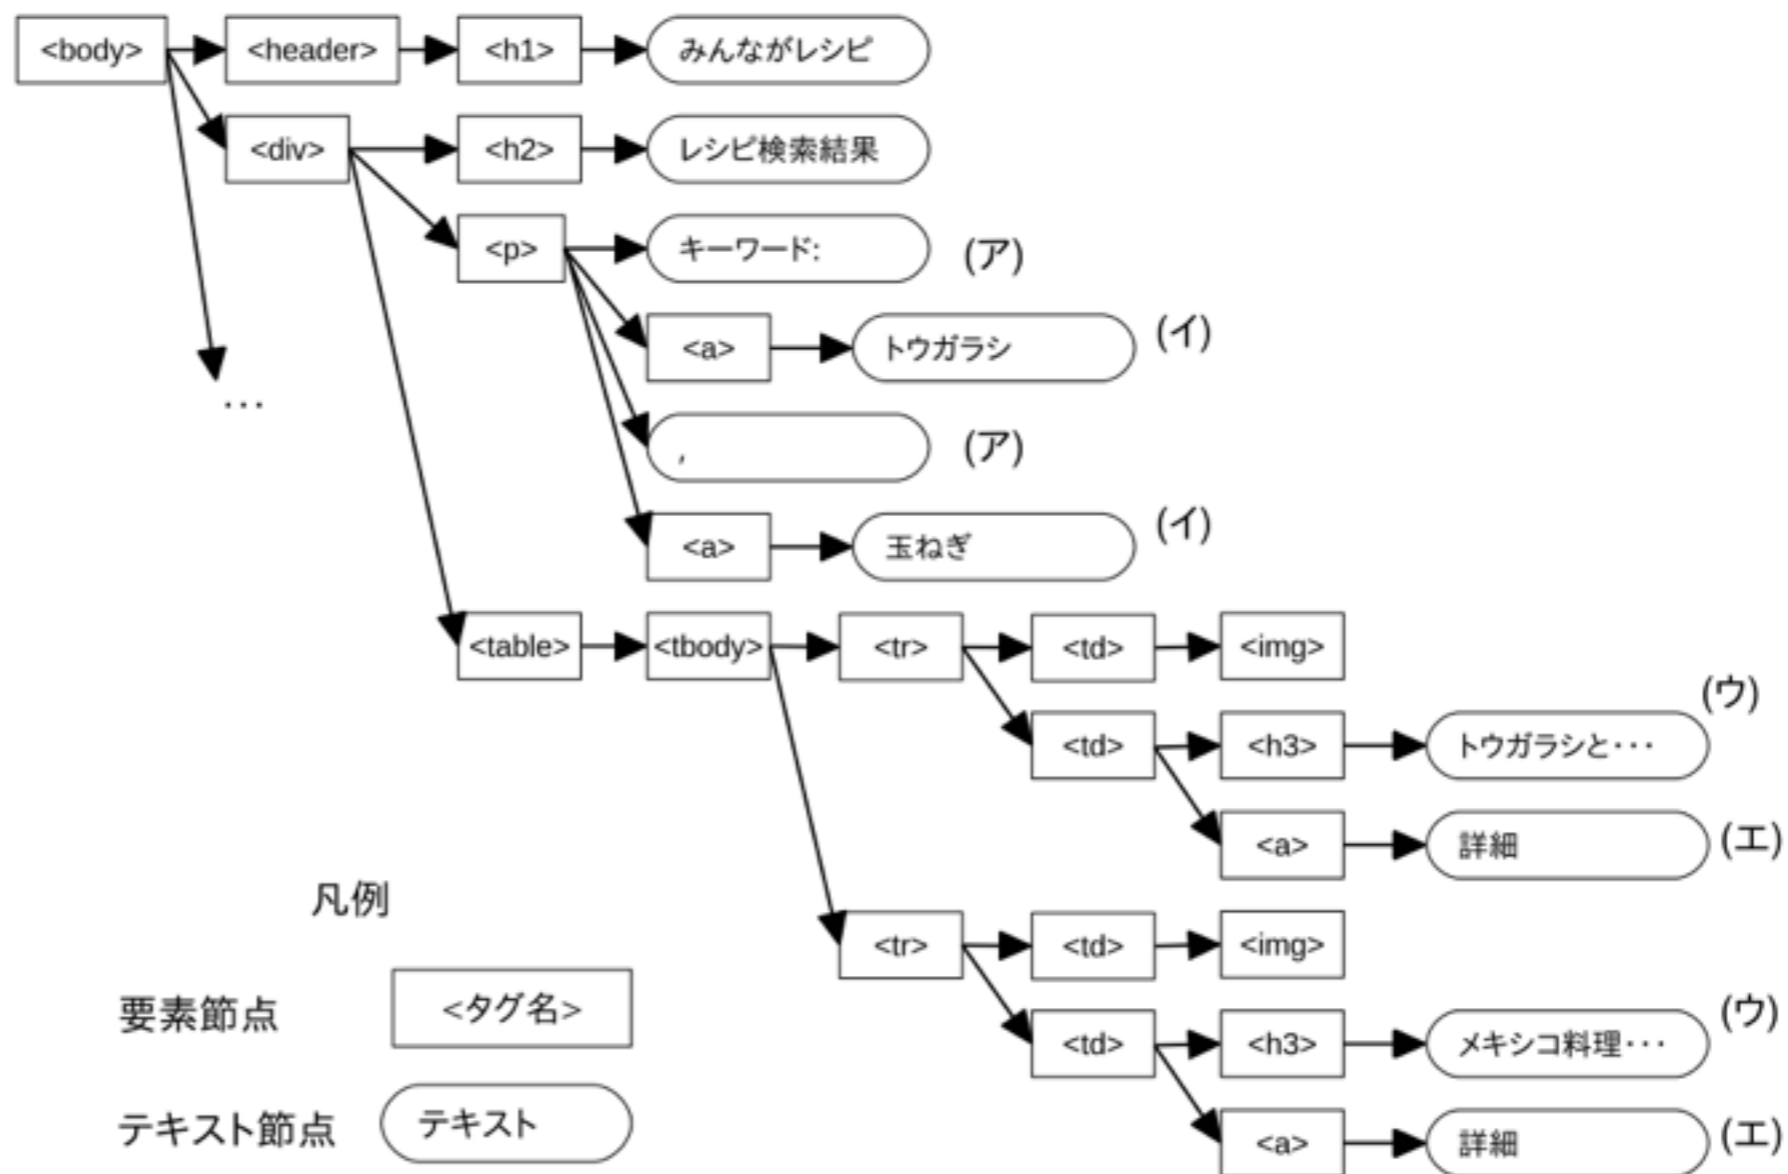 <body> <header> <h1> みんながレシピ
<div> <h2> レシピ検索結果
<p> キーワード: (ア)
<a> トウガラシ (イ)
…
, (ア)
<a> 玉ねぎ (イ)
<table> <tbody> <tr> <td> <img>
(ウ)
<td> <h3> トウガラシと・・・
<a> 詳細 (エ)
凡例
<tr> <td> <img>
要素節点 <タグ名>
<td> <h3> メキシコ料理・・・ (ウ)
テキスト節点 テキスト
<a> 詳細 (エ)